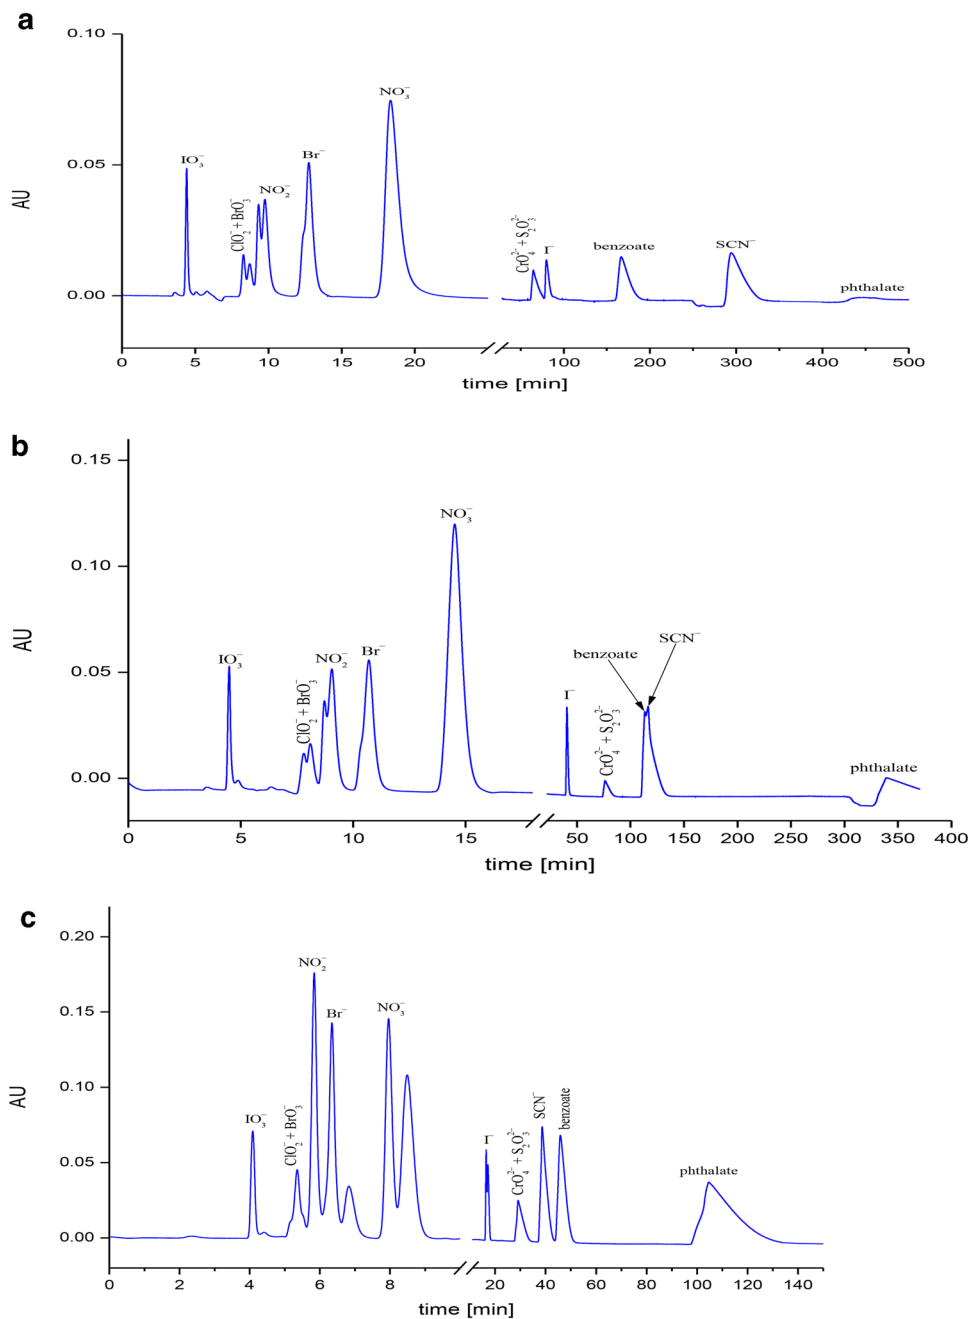 a
0.10
NO₃⁻
IO₃⁻
Br⁻
0.05
NO₂⁻
ClO₂⁻ + BrO₃⁻
AU
CrO₄²⁻ + S₂O₃²⁻
I⁻
benzoate
SCN⁻
phthalate
0.00
0 5 10 15 20 100 200 300 400 500
time [min]
b
0.15
NO₃⁻
0.10
AU
SCN⁻
IO₃⁻
NO₂⁻
Br⁻
benzoate
0.05
ClO₂⁻ + BrO₃⁻
I⁻
CrO₄²⁻ + S₂O₃²⁻
phthalate
0.00
0 5 10 15 50 100 150 200 250 300 350 400
time [min]
c
0.20
NO₂⁻
0.15
Br⁻
NO₃⁻
0.10
AU
IO₃⁻
ClO₂⁻ + BrO₃⁻
I⁻
CrO₄²⁻ + S₂O₃²⁻
SCN⁻
benzoate
phthalate
0.05
0.00
0 2 4 6 8 20 40 60 80 100 120 140
time [min]